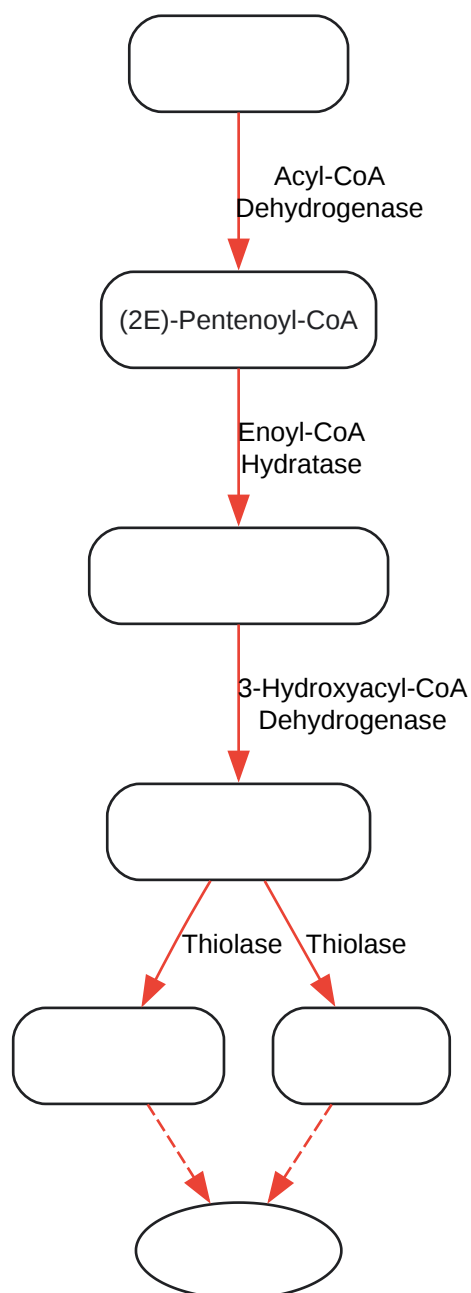 Acyl-CoA
Dehydrogenase
(2E)-Pentenoyl-CoA
Enoyl-CoA
Hydratase
3-Hydroxyacyl-CoA
Dehydrogenase
Thiolase
Thiolase